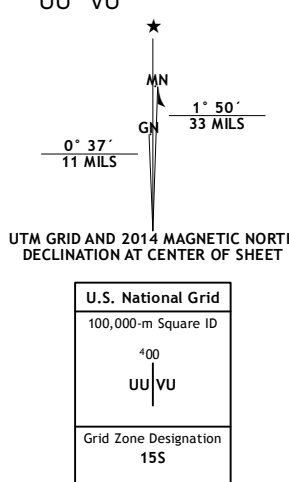 UU VU
★
MN
1° 50´
33 MILS
GN
0° 37´
11 MILS
UTM GRID AND 2014 MAGNETIC NORTH
DECLINATION AT CENTER OF SHEET
U.S. National Grid
100,000-m Square ID
⁴00
UU VU
Grid Zone Designation
15S